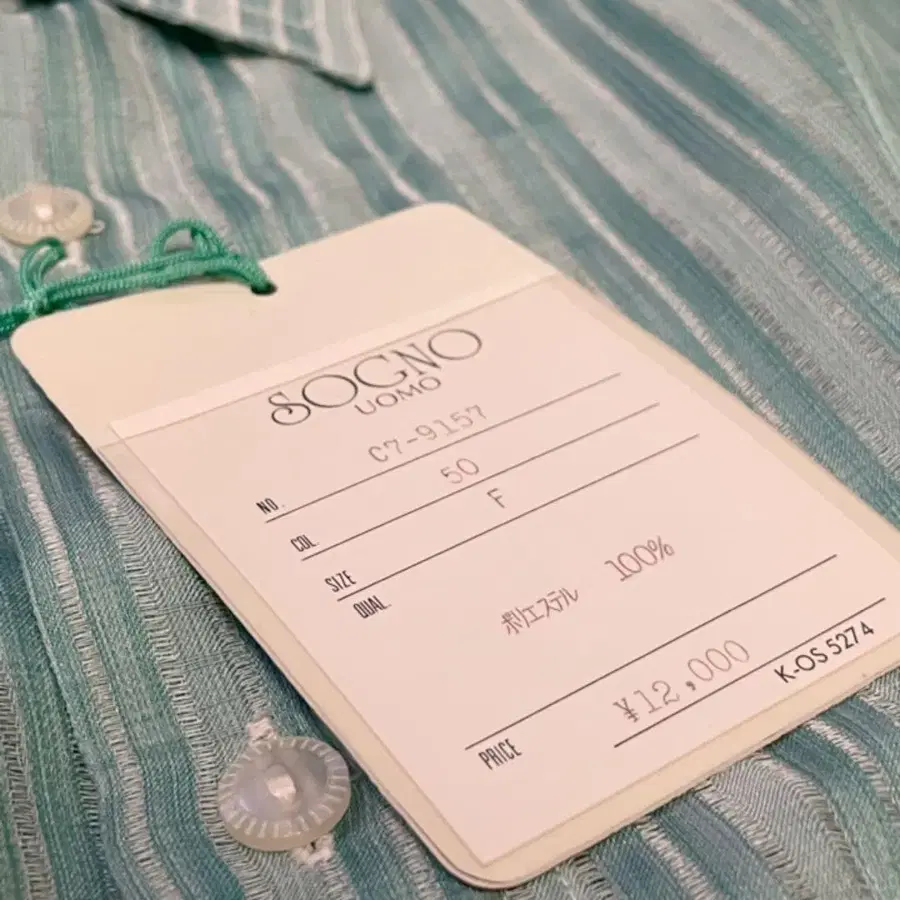 SOGNO
UOMO
NO. C7-9157
COL 50
SIZE F
QUAL
ポリエステル 100%
PRICE ¥12,000
K-OS 5274